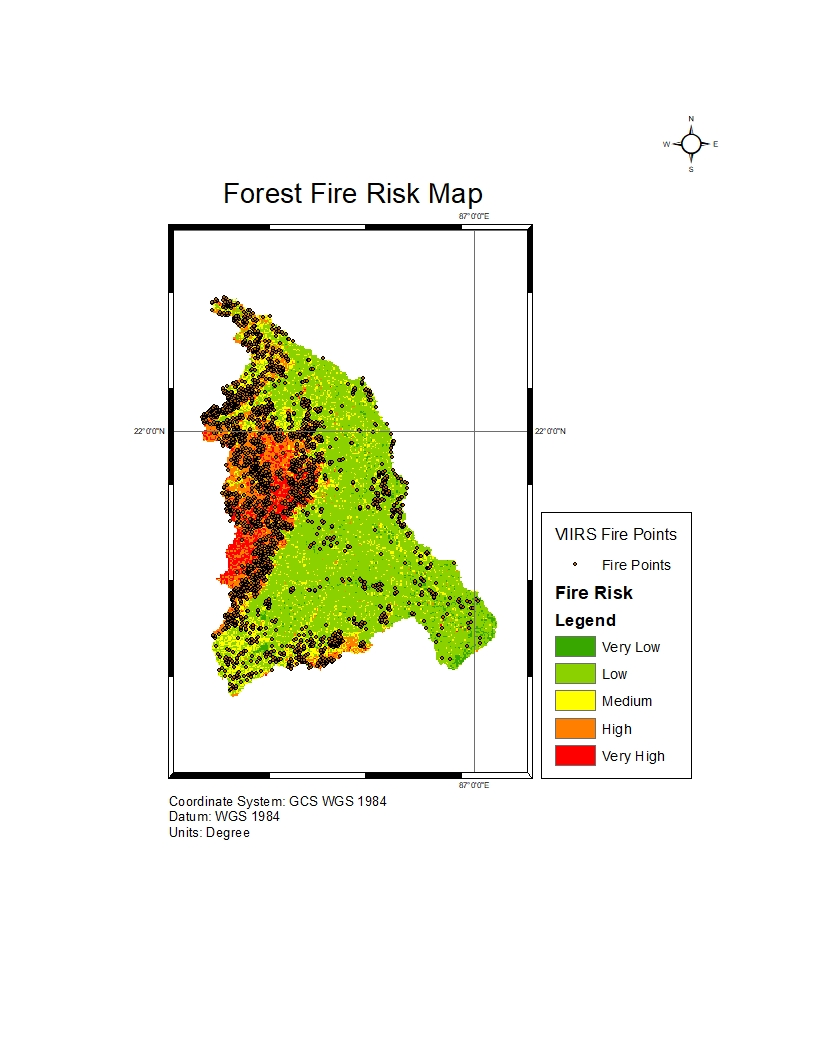 N
W E
S
Forest Fire Risk Map
87°0'0"E
22°0'0"N
22°0'0"N
VIIRS Fire Points
Fire Points
Fire Risk
Legend
Very Low
Low
Medium
High
Very High
87°0'0"E
Coordinate System: GCS WGS 1984
Datum: WGS 1984
Units: Degree